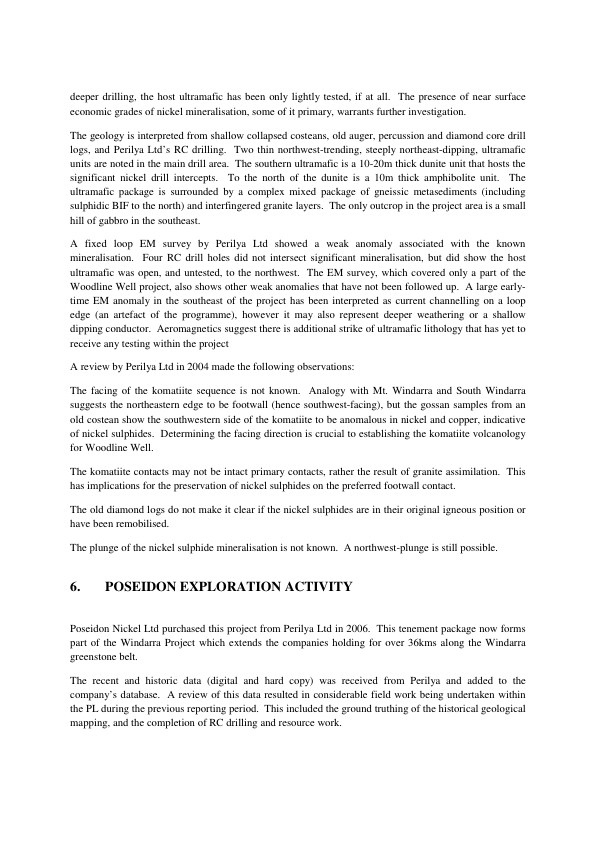 deeper drilling, the host ultramafic has been only lightly tested, if at all. The presence of near surface
economic grades of nickel mineralisation, some of it primary, warrants further investigation.
The geology is interpreted from shallow collapsed costeans, old auger, percussion and diamond core drill
logs, and Perilya Ltd's RC drilling. Two thin northwest-trending, steeply northeast-dipping, ultramafic
units are noted in the main drill area. The southern ultramafic is a 10-20m thick dunite unit that hosts the
significant nickel drill intercepts. To the north of the dunite is a 10m thick amphibolite unit. The
ultramafic package is surrounded by a complex mixed package of gneissic metasediments (including
sulphidic BIF to the north) and interfingered granite layers. The only outcrop in the project area is a small
hill of gabbro in the southeast.
A fixed loop EM survey by Perilya Ltd showed a weak anomaly associated with the known
mineralisation. Four RC drill holes did not intersect significant mineralisation, but did show the host
ultramafic was open, and untested, to the northwest. The EM survey, which covered only a part of the
Woodline Well project, also shows other weak anomalies that have not been followed up. A large early-
time EM anomaly in the southeast of the project has been interpreted as current channelling on a loop
edge (an artefact of the programme), however it may also represent deeper weathering or a shallow
dipping conductor. Aeromagnetics suggest there is additional strike of ultramafic lithology that has yet to
receive any testing within the project
A review by Perilya Ltd in 2004 made the following observations:
The facing of the komatiite sequence is not known. Analogy with Mt. Windarra and South Windarra
suggests the northeastern edge to be footwall (hence southwest-facing), but the gossan samples from an
old costean show the southwestern side of the komatiite to be anomalous in nickel and copper, indicative
of nickel sulphides. Determining the facing direction is crucial to establishing the komatiite volcanology
for Woodline Well.
The komatiite contacts may not be intact primary contacts, rather the result of granite assimilation. This
has implications for the preservation of nickel sulphides on the preferred footwall contact.
The old diamond logs do not make it clear if the nickel sulphides are in their original igneous position or
have been remobilised.
The plunge of the nickel sulphide mineralisation is not known. A northwest-plunge is still possible.
6. POSEIDON EXPLORATION ACTIVITY
Poseidon Nickel Ltd purchased this project from Perilya Ltd in 2006. This tenement package now forms
part of the Windarra Project which extends the companies holding for over 36kms along the Windarra
greenstone belt.
The recent and historic data (digital and hard copy) was received from Perilya and added to the
company's database. A review of this data resulted in considerable field work being undertaken within
the PL during the previous reporting period. This included the ground truthing of the historical geological
mapping, and the completion of RC drilling and resource work.